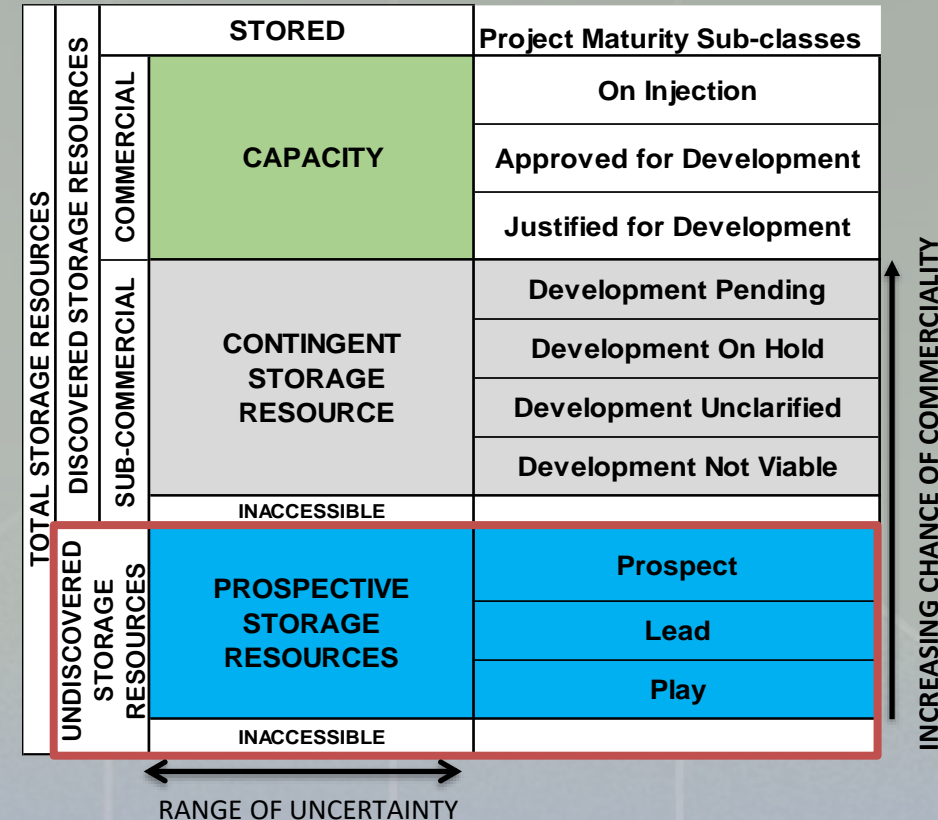 STORED
Project Maturity Sub-classes
TOTAL STORAGE RESOURCES
DISCOVERED STORAGE RESOURCES
COMMERCIAL
CAPACITY
On Injection
Approved for Development
Justified for Development
SUB-COMMERCIAL
CONTINGENT
STORAGE
RESOURCE
Development Pending
Development On Hold
Development Unclarified
Development Not Viable
INACCESSIBLE
UNDISCOVERED
STORAGE
RESOURCES
PROSPECTIVE
STORAGE
RESOURCES
Prospect
Lead
Play
INACCESSIBLE
RANGE OF UNCERTAINTY
INCREASING CHANCE OF COMMERCIALITY